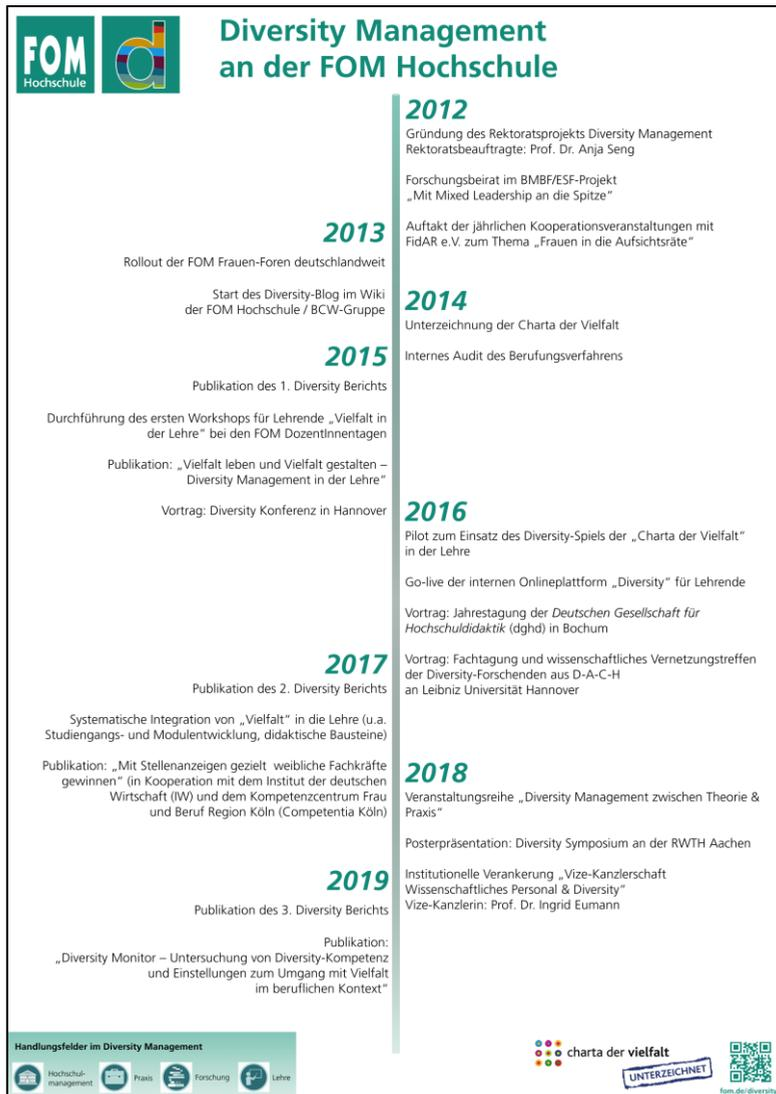 FOM
Hochschule
d
Diversity Management
an der FOM Hochschule
2012
Gründung des Rektoratsprojekts Diversity Management
Rektoratsbeauftragte: Prof. Dr. Anja Seng
Forschungsbeirat im BMBF/ESF-Projekt
„Mit Mixed Leadership an die Spitze“
Auftakt der jährlichen Kooperationsveranstaltungen mit
FidAR e.V. zum Thema „Frauen in die Aufsichtsräte“
2013
Rollout der FOM Frauen-Foren deutschlandweit
Start des Diversity-Blog im Wiki
der FOM Hochschule / BCW-Gruppe
2014
Unterzeichnung der Charta der Vielfalt
Internes Audit des Berufungsverfahrens
2015
Publikation des 1. Diversity Berichts
Durchführung des ersten Workshops für Lehrende „Vielfalt in
der Lehre“ bei den FOM DozentInnentagen
Publikation: „Vielfalt leben und Vielfalt gestalten –
Diversity Management in der Lehre“
Vortrag: Diversity Konferenz in Hannover
2016
Pilot zum Einsatz des Diversity-Spiels der „Charta der Vielfalt“
in der Lehre
Go-live der internen Onlineplattform „Diversity“ für Lehrende
Vortrag: Jahrestagung der Deutschen Gesellschaft für
Hochschuldidaktik (dghd) in Bochum
Vortrag: Fachtagung und wissenschaftliches Vernetzungstreffen
der Diversity-Forschenden aus D-A-C-H
an Leibniz Universität Hannover
2017
Publikation des 2. Diversity Berichts
Systematische Integration von „Vielfalt“ in die Lehre (u.a.
Studiengangs- und Modulentwicklung, didaktische Bausteine)
Publikation: „Mit Stellenanzeigen gezielt weibliche Fachkräfte
gewinnen“ (in Kooperation mit dem Institut der deutschen
Wirtschaft (IW) und dem Kompetenzcentrum Frau
und Beruf Region Köln (Competentia Köln)
2018
Veranstaltungsreihe „Diversity Management zwischen Theorie &
Praxis“
Posterpräsentation: Diversity Symposium an der RWTH Aachen
Institutionelle Verankerung „Vize-Kanzlerschaft
Wissenschaftliches Personal & Diversity“
Vize-Kanzlerin: Prof. Dr. Ingrid Eumann
2019
Publikation des 3. Diversity Berichts
Publikation:
„Diversity Monitor – Untersuchung von Diversity-Kompetenz
und Einstellungen zum Umgang mit Vielfalt
im beruflichen Kontext“
Handlungsfelder im Diversity Management
Hochschul-
management
Praxis
Forschung
Lehre
charta der vielfalt
UNTERZEICHNET
fom.de/diversity